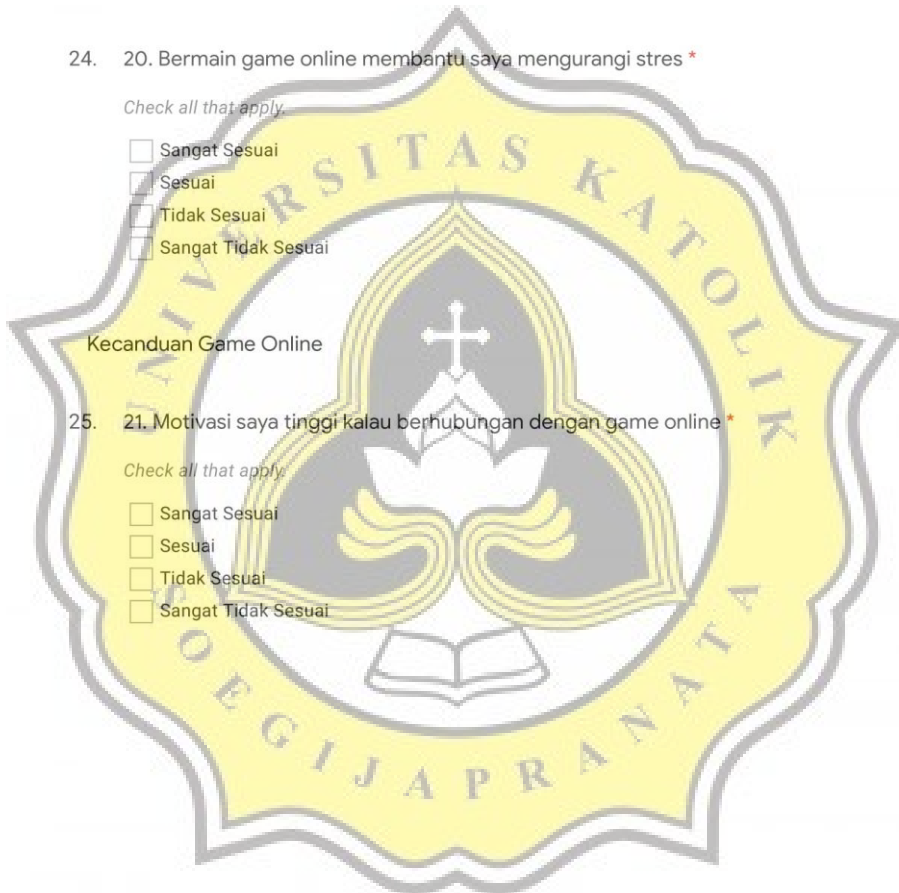 24. 20. Bermain game online membantu saya mengurangi stres *
Check all that apply.
Sangat Sesuai
Sesuai
Tidak Sesuai
Sangat Tidak Sesuai
Kecanduan Game Online
25. 21. Motivasi saya tinggi kalau berhubungan dengan game online *
Check all that apply.
Sangat Sesuai
Sesuai
Tidak Sesuai
Sangat Tidak Sesuai
UNIVERSITAS KATOLIK
SOEGIJAPRANATA